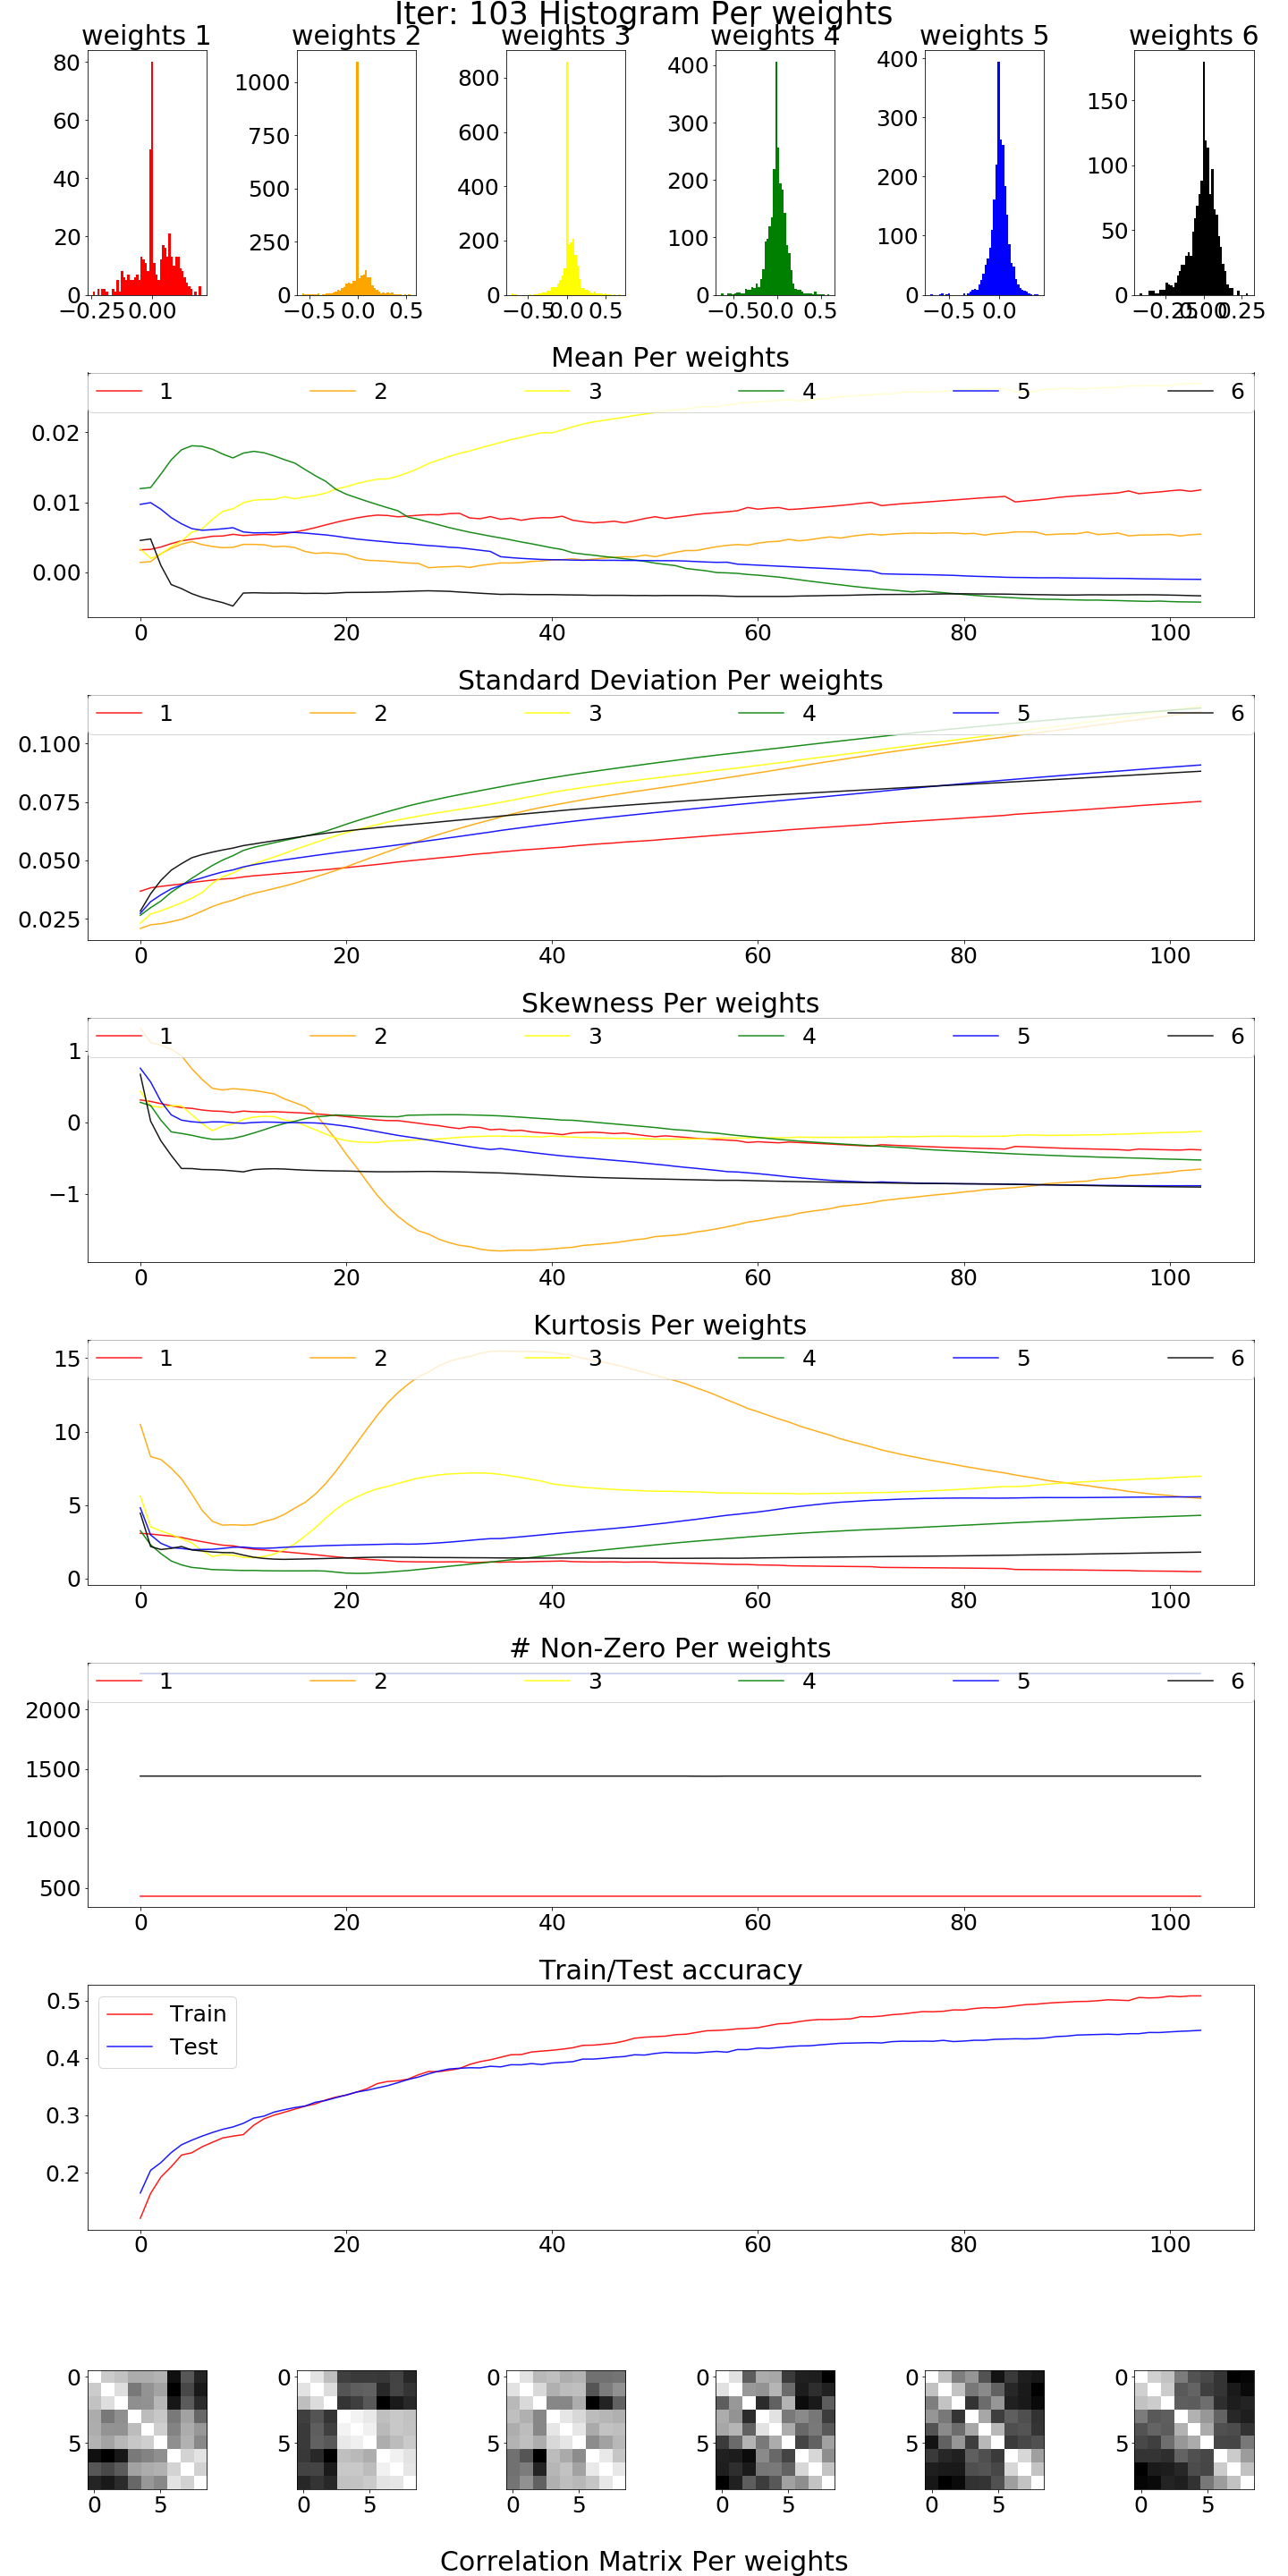 Iter: 103 Histogram Per weights
weights 1 weights 2 weights 3 weights 4 weights 5 weights 6
80 1000 800 400 400 150
60 750 600 300 300 100
40 500 400 200 200 50
20 250 200 100 100 0
0 0 0 0 0
−0.25 0.00 −0.5 0.0 0.5 −0.5 0.0 0.5 −0.5 0.0 0.5 −0.5 0.0 −0.25 0.00 0.25
Mean Per weights
1 2 3 4 5 6
0.02
0.01
0.00
0 20 40 60 80 100
Standard Deviation Per weights
1 2 3 4 5 6
0.100
0.075
0.050
0.025
0 20 40 60 80 100
Skewness Per weights
1 2 3 4 5 6
1
0
−1
0 20 40 60 80 100
Kurtosis Per weights
1 2 3 4 5 6
15
10
5
0
0 20 40 60 80 100
# Non-Zero Per weights
1 2 3 4 5 6
2000
1500
1000
500
0 20 40 60 80 100
Train/Test accuracy
0.5
Train
Test
0.4
0.3
0.2
0 20 40 60 80 100
0 0 0 0 0 0
5 5 5 5 5 5
0 5 0 5 0 5 0 5 0 5 0 5
Correlation Matrix Per weights